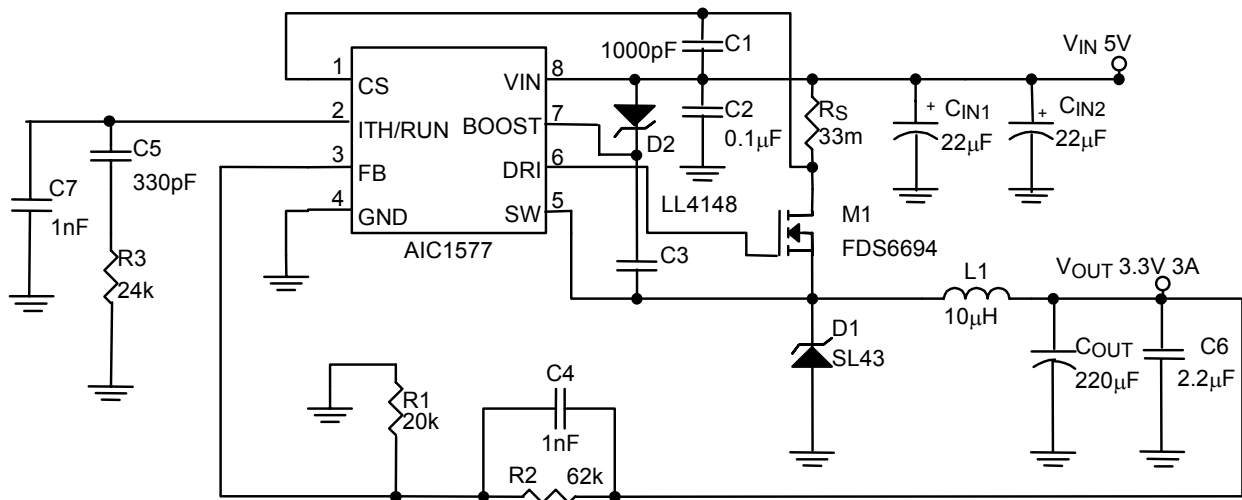 1000pF
C1
VIN 5V
1
CS
VIN
8
2
ITH/RUN
BOOST
7
3
FB
DRI
6
4
GND
SW
5
AIC1577
C5
330pF
C7
1nF
R3
24k
D2
C2
0.1μF
RS
33m
+
CIN1
22μF
+
CIN2
22μF
LL4148
C3
M1
FDS6694
L1
10μH
VOUT 3.3V 3A
D1
SL43
COUT
220μF
C6
2.2μF
R1
20k
C4
1nF
R2
62k